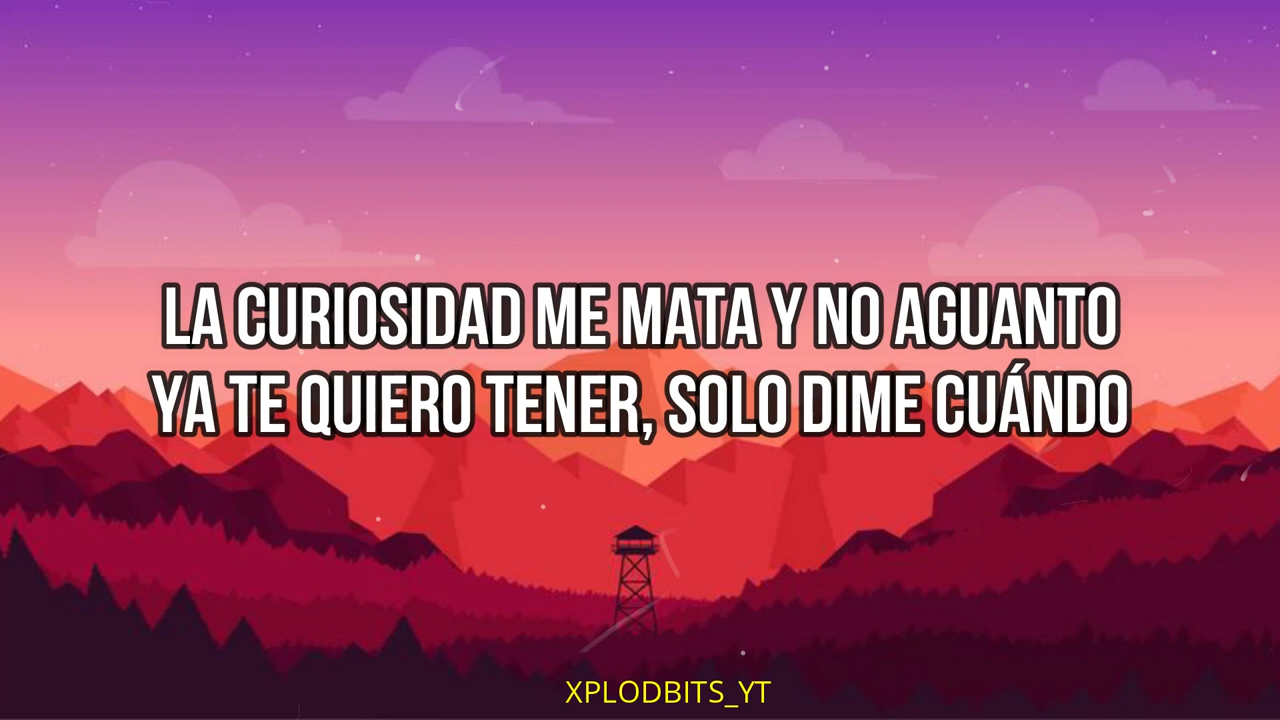 LA CURIOSIDAD ME MATA Y NO AGUANTO
YA TE QUIERO TENER, SOLO DIME CUÁNDO
XPLODBITS_YT